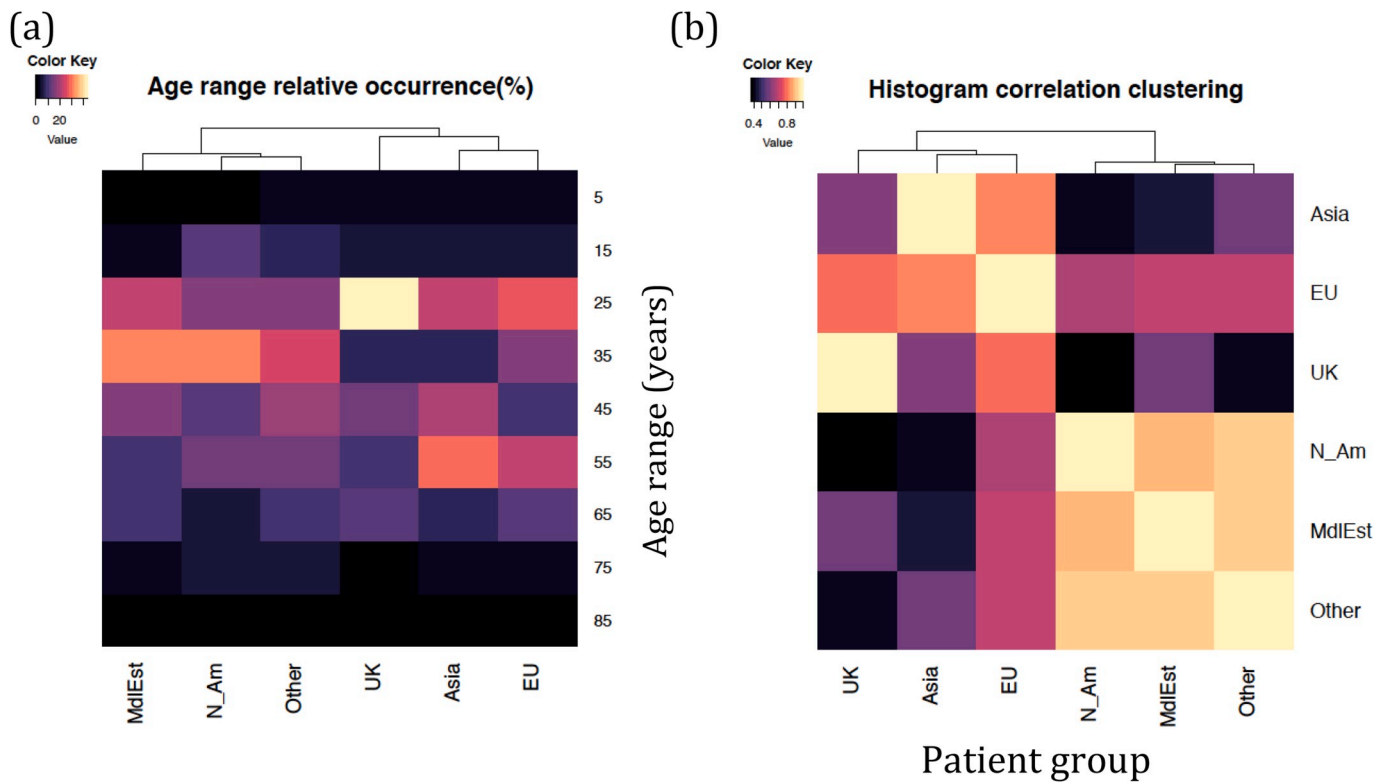 (a)
Color Key
0 20
Value
Age range relative occurrence(%)
5
15
25
35
45
55
65
75
85
Age range (years)
MdlEst
N_Am
Other
UK
Asia
EU
(b)
Color Key
0.4 0.8
Value
Histogram correlation clustering
Asia
EU
UK
N_Am
MdlEst
Other
UK
Asia
EU
N_Am
MdlEst
Other
Patient group